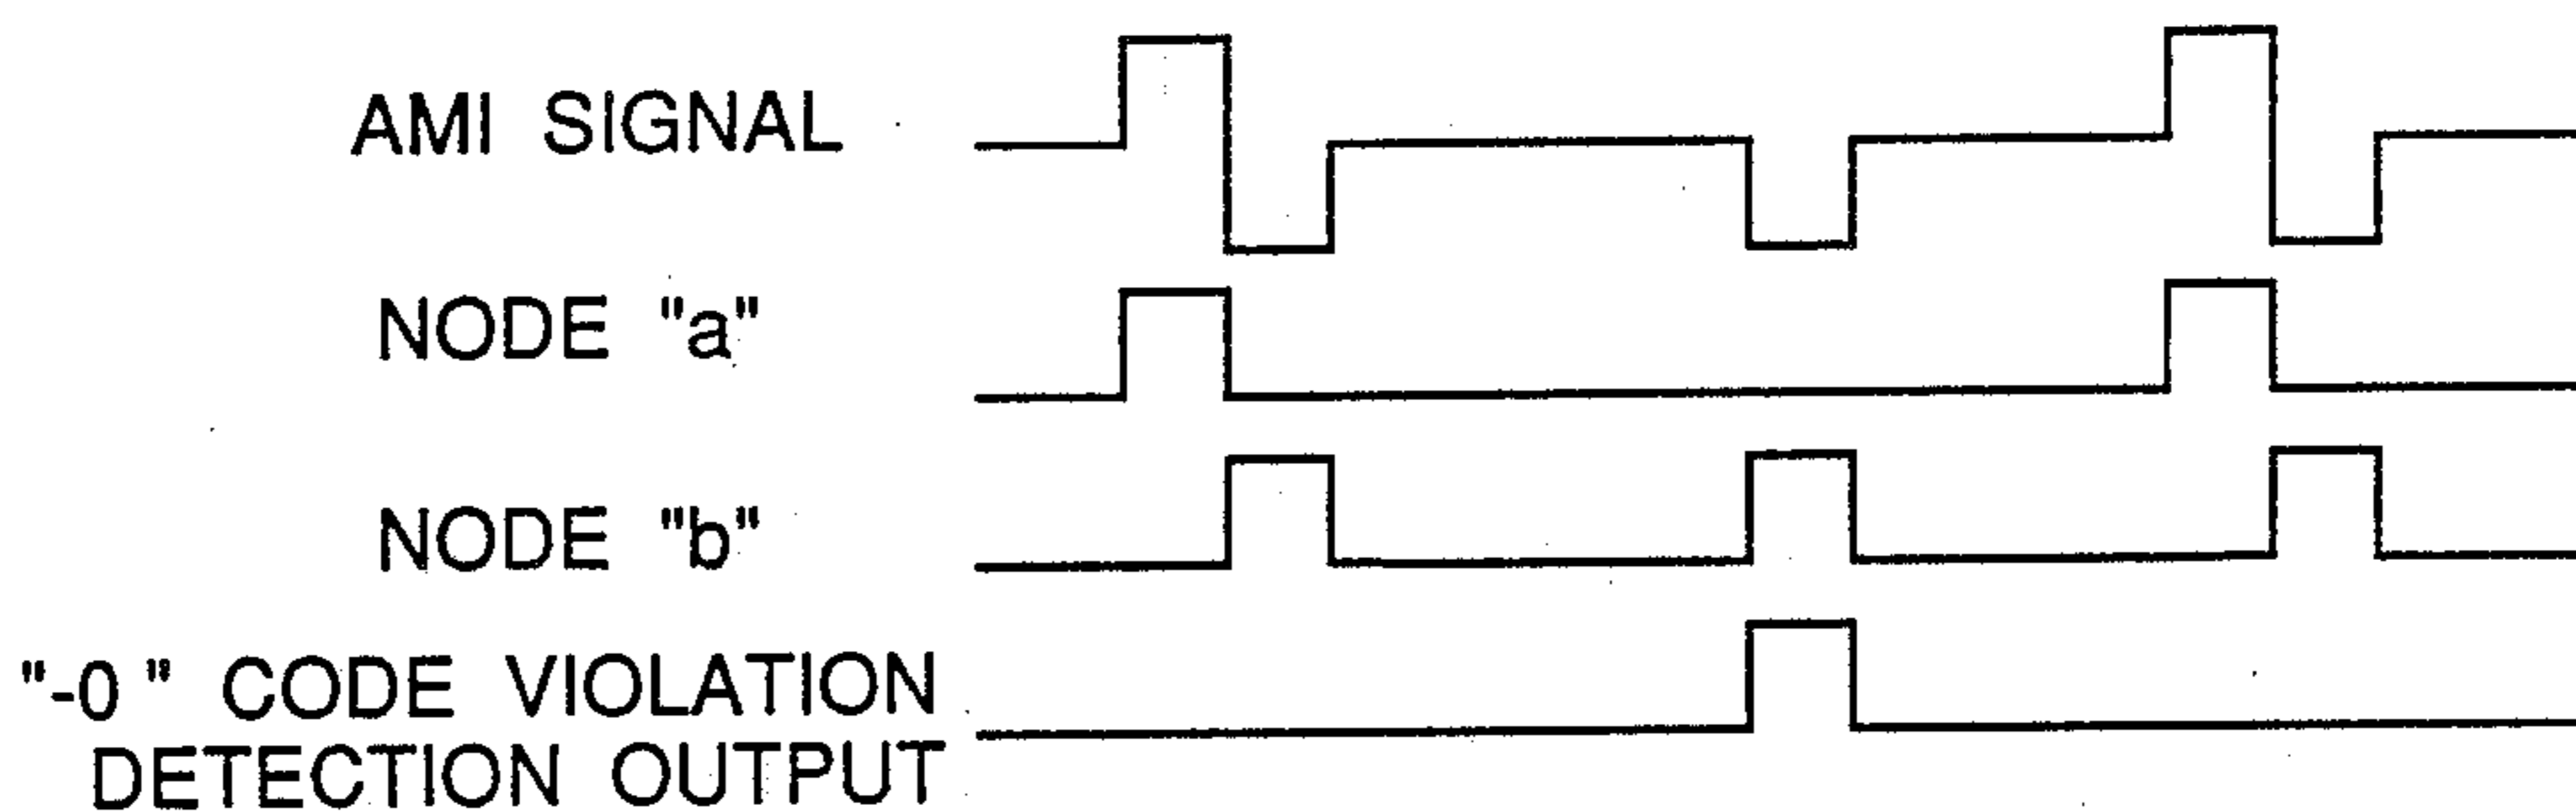 AMI SIGNAL
NODE "a"
NODE "b"
"-0 " CODE VIOLATION
DETECTION OUTPUT